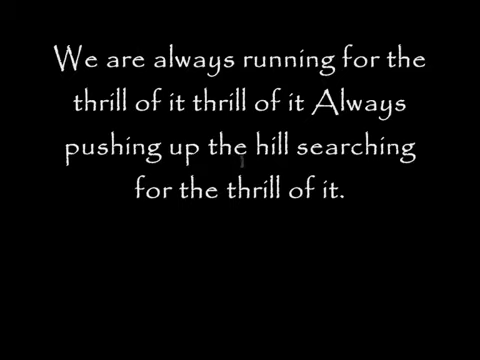 We are always running for the
thrill of it thrill of it Always
pushing up the hill searching
for the thrill of it.